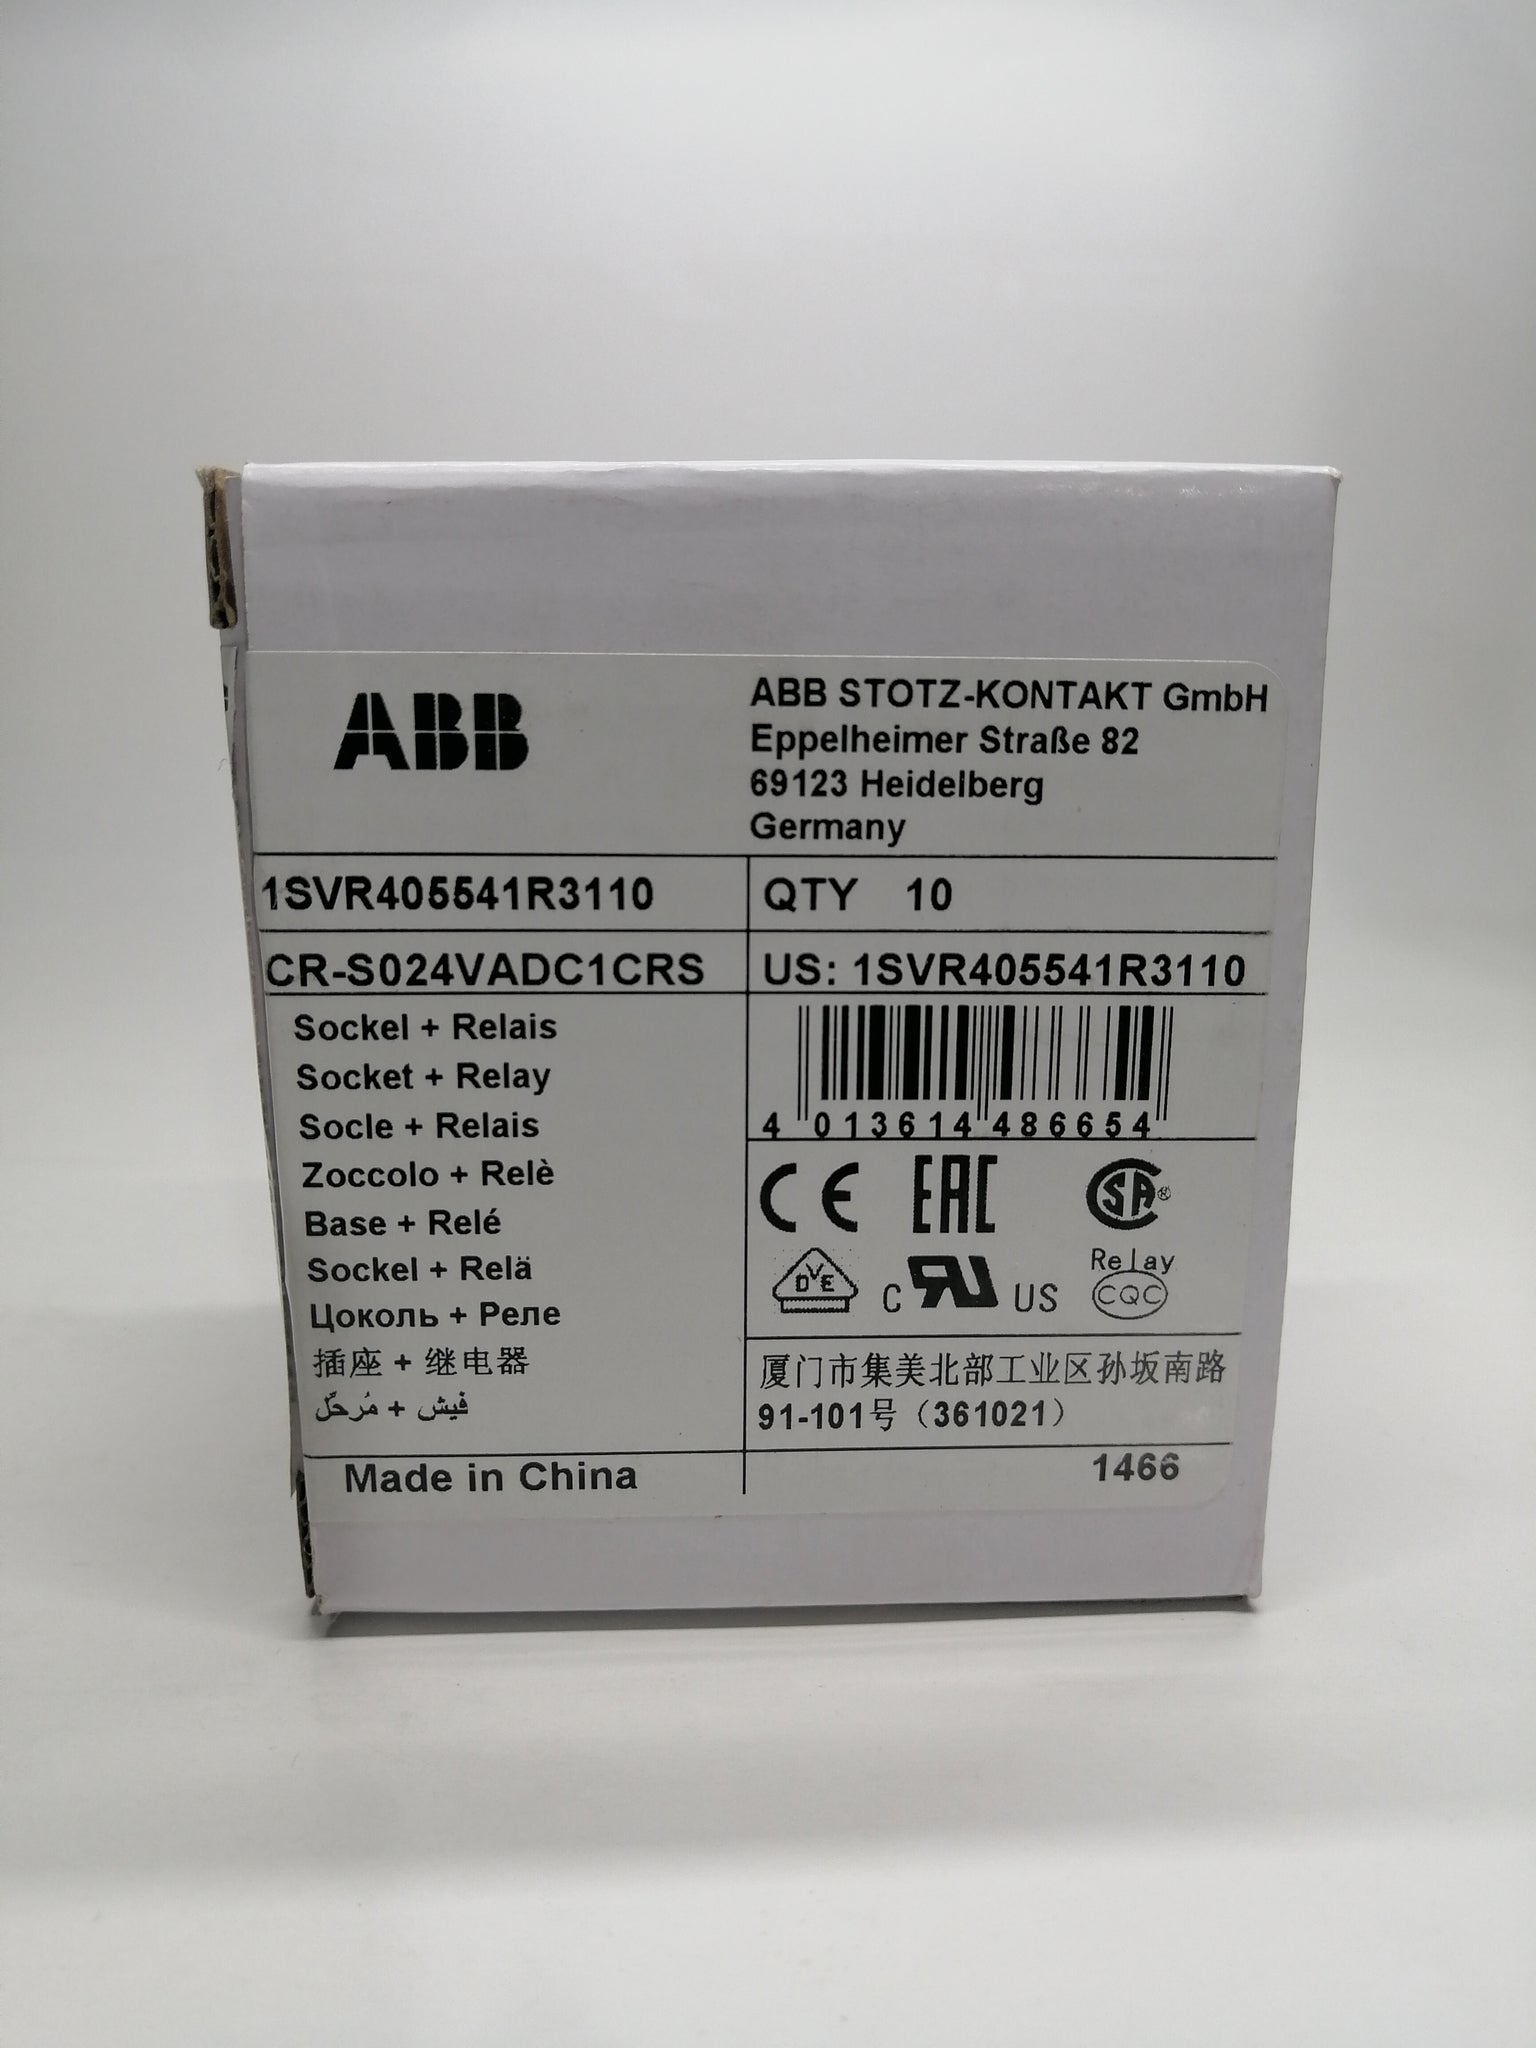 ABB
ABB STOTZ-KONTAKT GmbH
Eppelheimer Straße 82
69123 Heidelberg
Germany
1SVR405541R3110
QTY 10
CR-S024VADC1CRS
US: 1SVR405541R3110
Sockel + Relais
Socket + Relay
Socle + Relais
Zoccolo + Relè
Base + Relé
Sockel + Relä
Цоколь + Реле
插座 + 继电器
فيش + مُرحِّل
4 013614 486654
CE EAC CSA®
DVE C RU US Relay CQC
厦门市集美北部工业区孙坂南路
91-101号（361021）
Made in China
1466